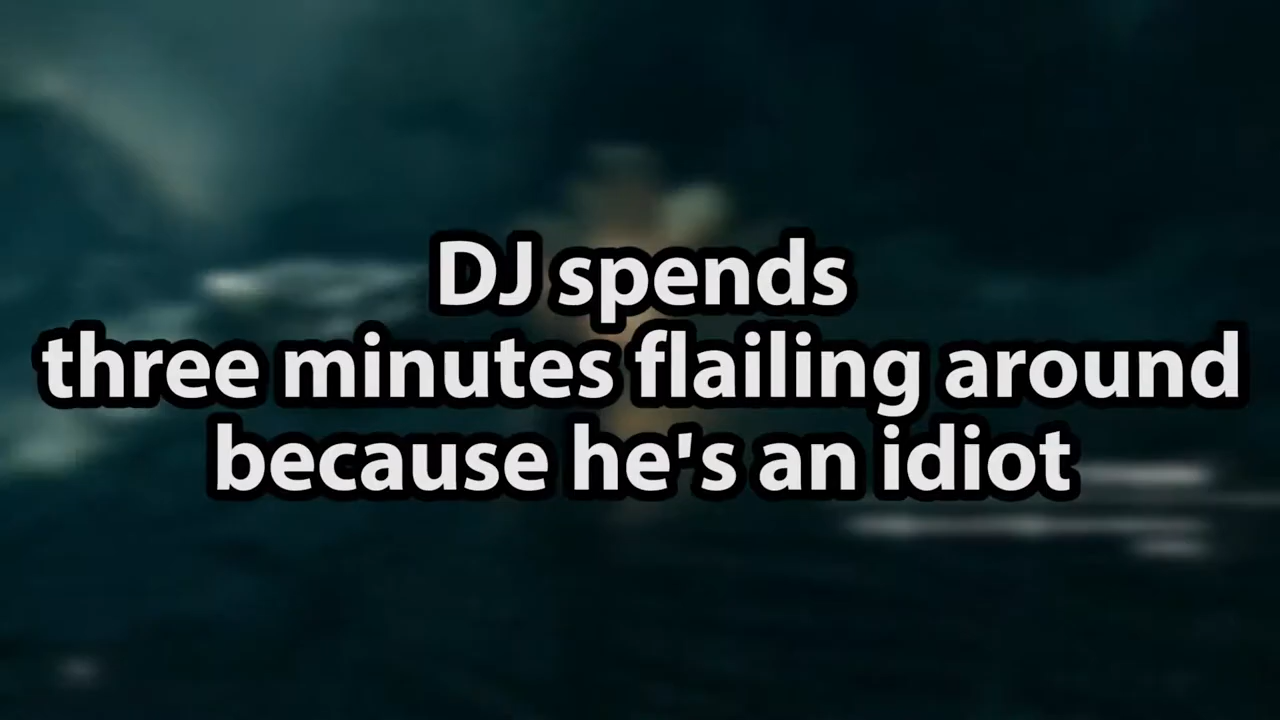 DJ spends
three minutes flailing around
because he's an idiot